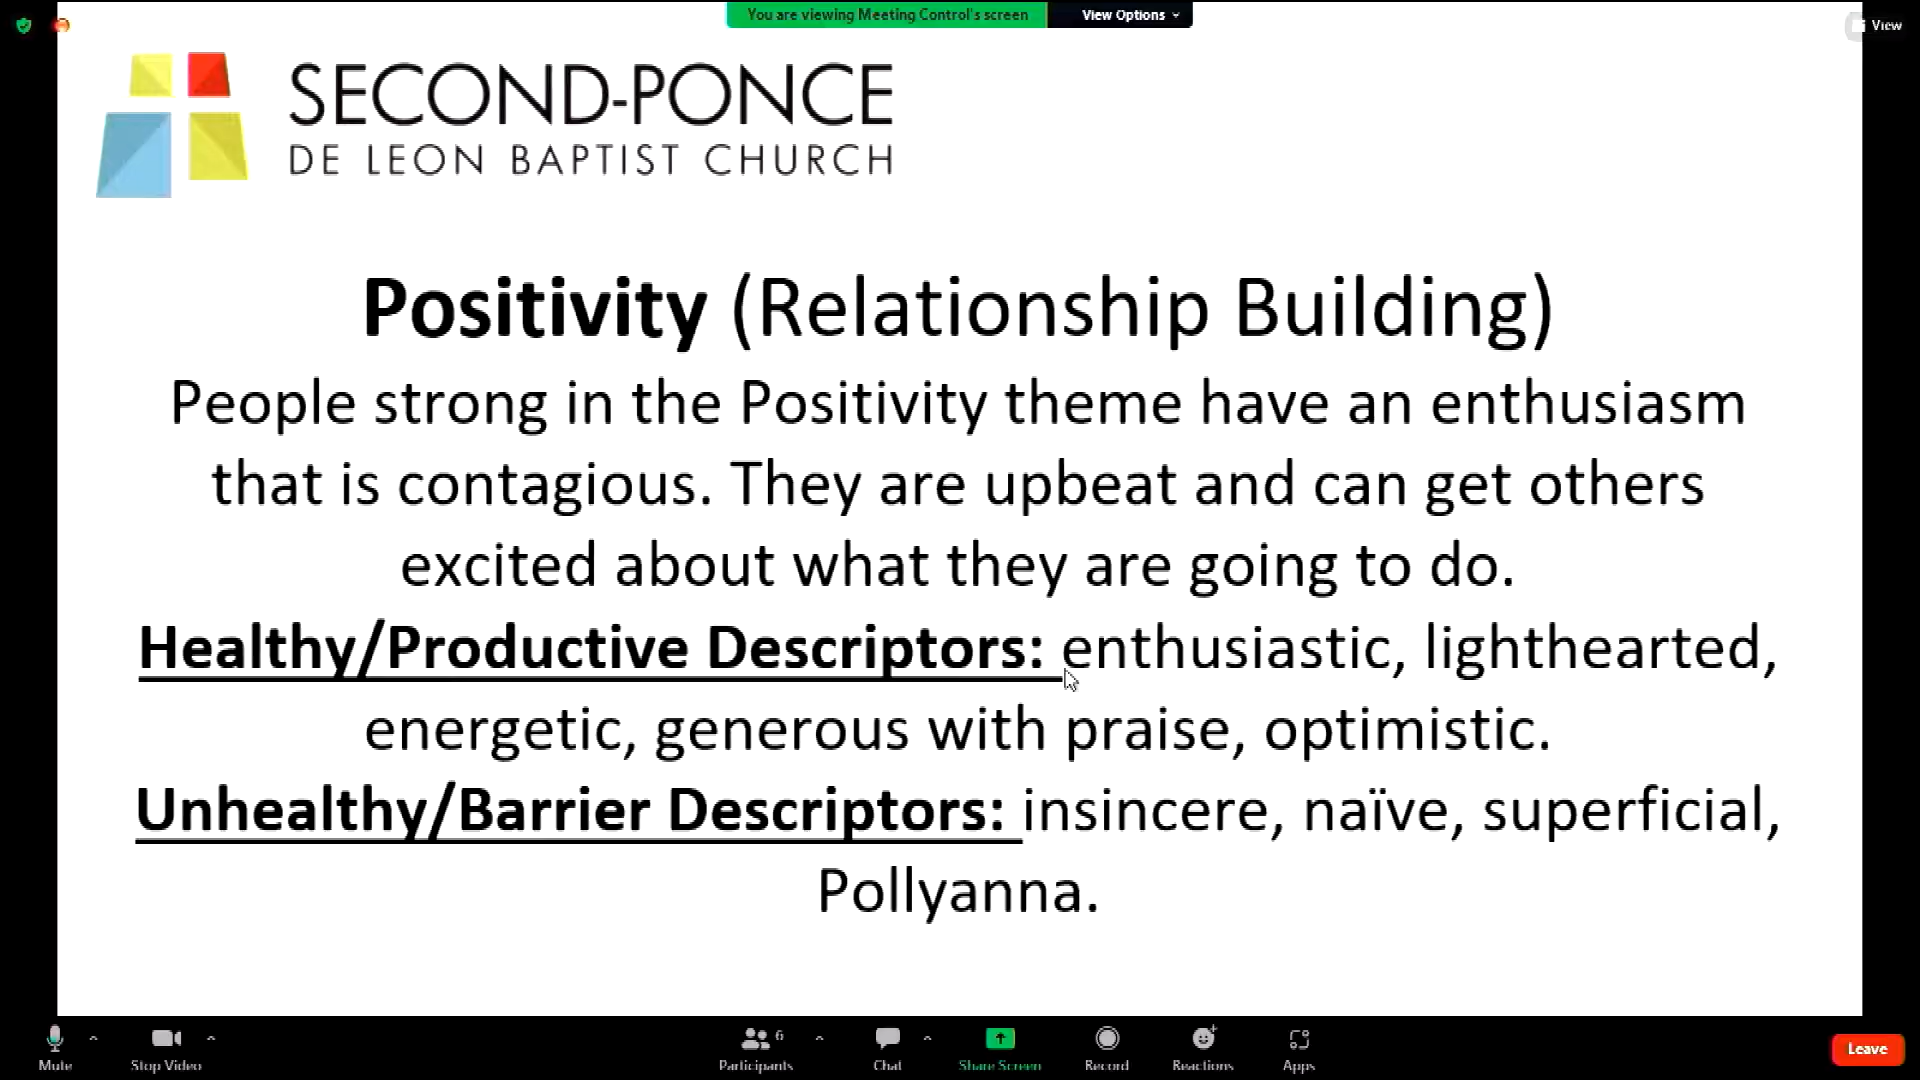 You are viewing Meeting Control's screen
View Options
View
SECOND-PONCE
DE LEON BAPTIST CHURCH
Positivity (Relationship Building)
People strong in the Positivity theme have an enthusiasm
that is contagious. They are upbeat and can get others
excited about what they are going to do.
Healthy/Productive Descriptors: enthusiastic, lighthearted,
energetic, generous with praise, optimistic.
Unhealthy/Barrier Descriptors: insincere, naïve, superficial,
Pollyanna.
Mute
Stop Video
Participants 6
Chat
Share Screen
Record
Reactions
Apps
Leave